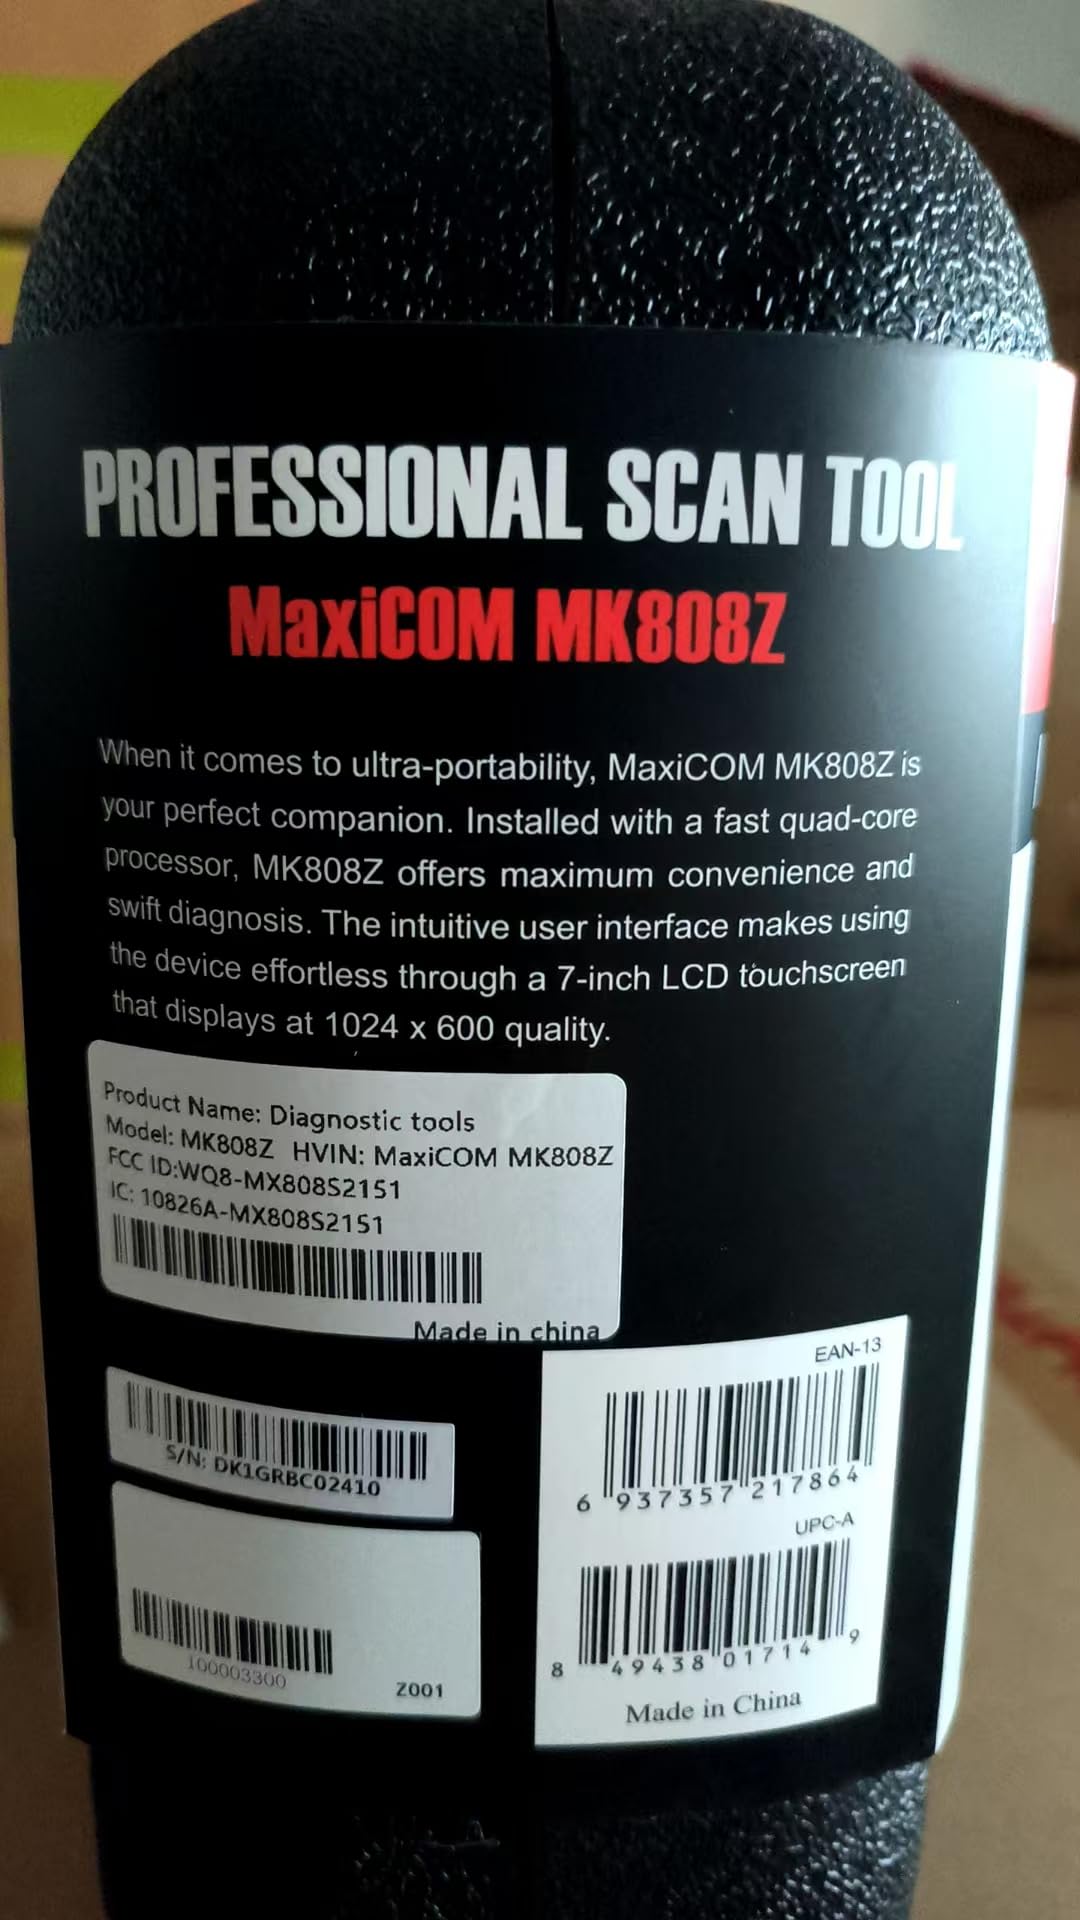 PROFESSIONAL SCAN TOOL
MaxiCOM MK808Z
When it comes to ultra-portability, MaxiCOM MK808Z is
your perfect companion. Installed with a fast quad-core
processor, MK808Z offers maximum convenience and
swift diagnosis. The intuitive user interface makes using
the device effortless through a 7-inch LCD touchscreen
that displays at 1024 x 600 quality.
Product Name: Diagnostic tools
Model: MK808Z HVIN: MaxiCOM MK808Z
FCC ID:WQ8-MX808S2151
IC: 10826A-MX808S2151
Made in china
S/N: DK1GRBC02410
100003300
Z001
EAN-13
6 937357 217864
UPC-A
8 49438 01714 9
Made in China